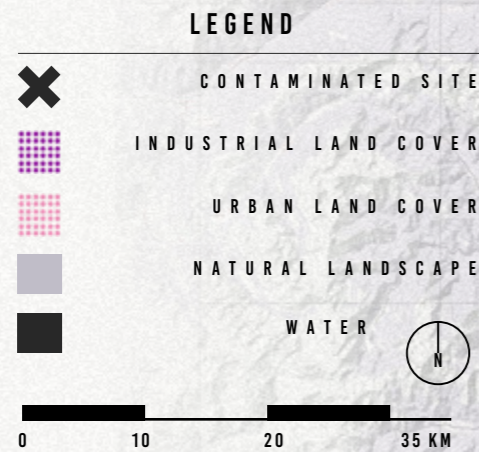 LEGEND
CONTAMINATED SITE
INDUSTRIAL LAND COVER
URBAN LAND COVER
NATURAL LANDSCAPE
WATER
N
0 10 20 35 KM